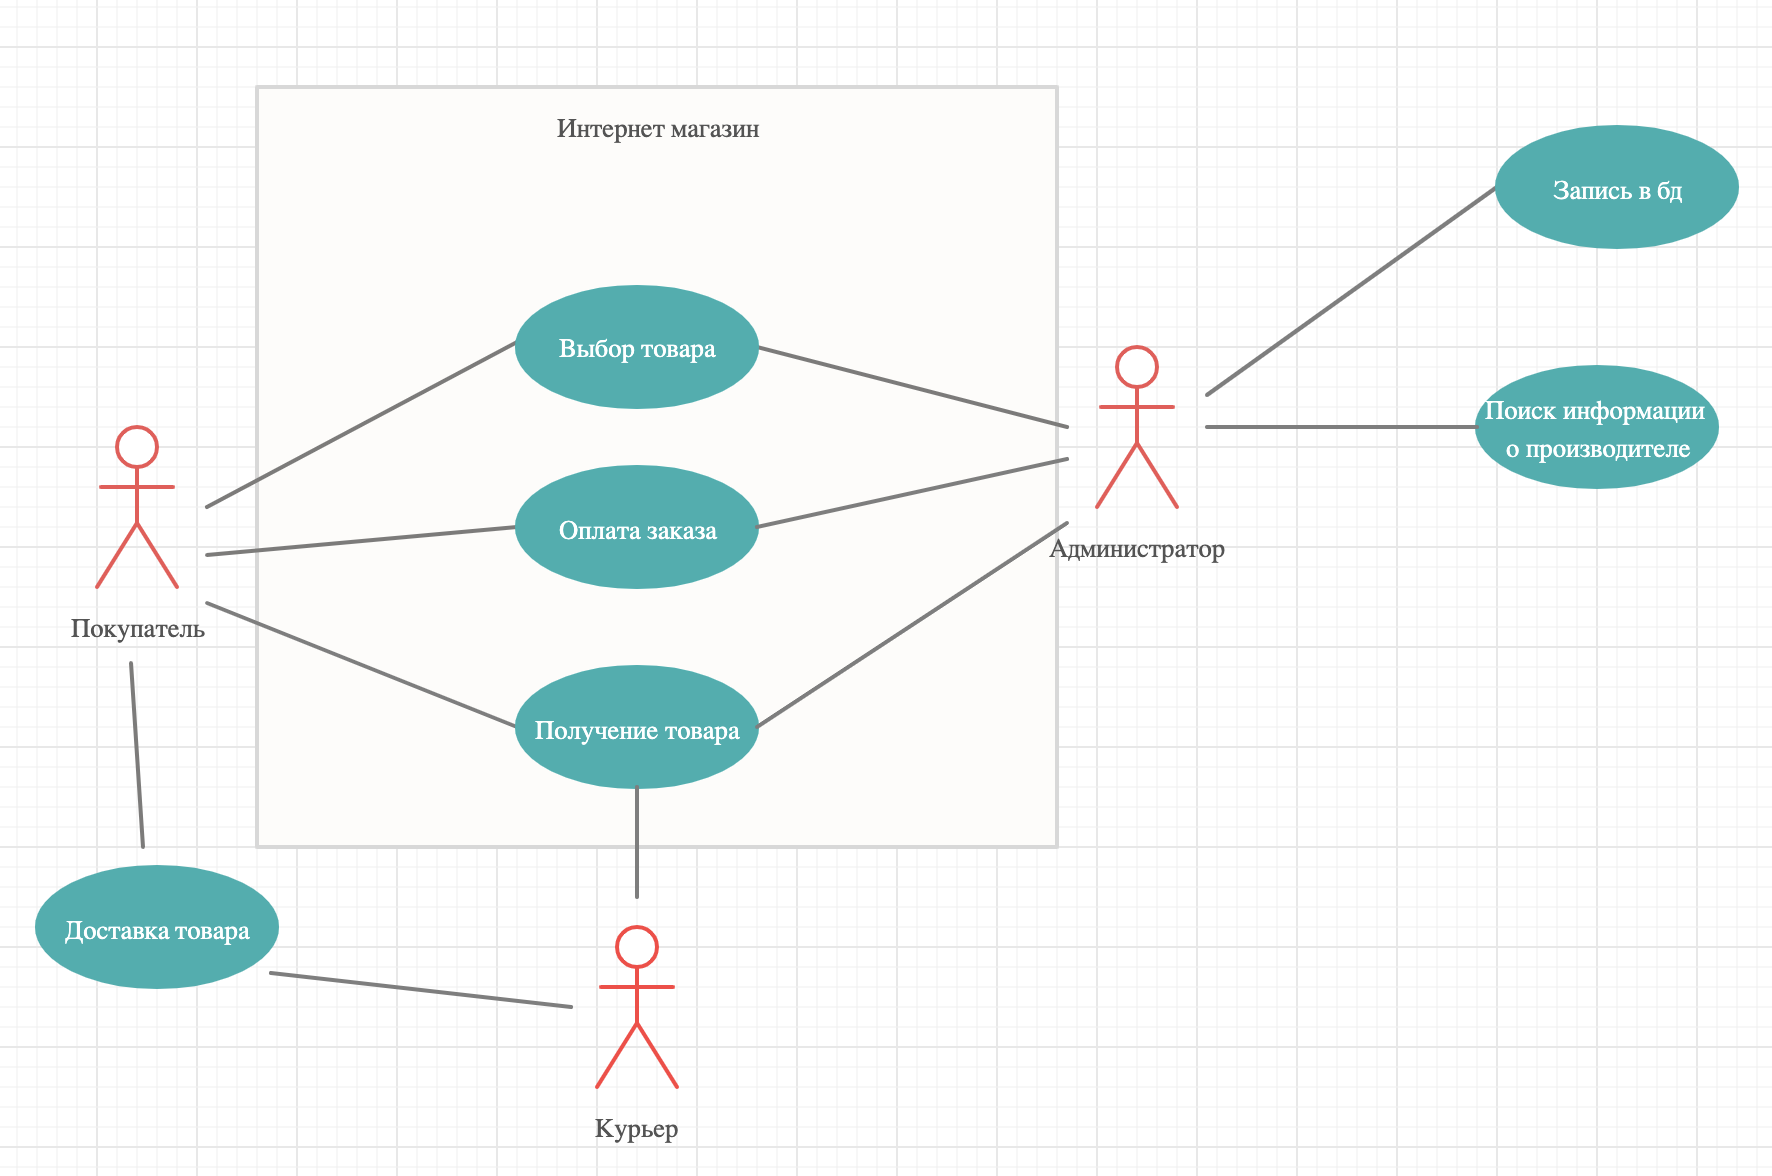 Интернет магазин
Запись в бд
Выбор товара
Поиск информации
о производителе
Оплата заказа
Администратор
Покупатель
Получение товара
Доставка товара
Курьер